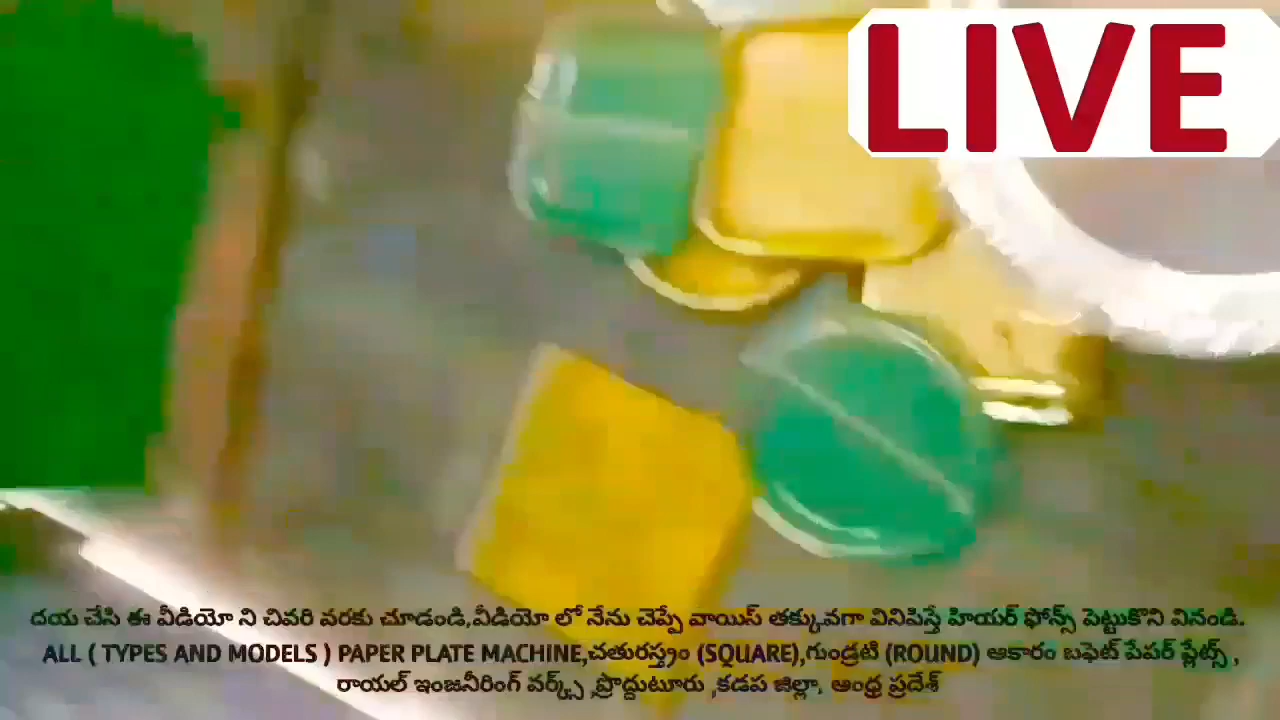 LIVE
దయ చేసి ఈ వీడియో ని చివరి వరకు చూడండి,వీడియో లో నేను చెప్పే వాయిస్ తక్కువగా వినిపిస్తే హియర్ ఫోన్స్ పెట్టుకొని వినండి.
ALL ( TYPES AND MODELS ) PAPER PLATE MACHINE,చతురస్త్రం (SQUARE),గుండ్రటి (ROUND) ఆకారం బఫెట్ పేపర్ ప్లేట్స్ ,
రాయల్ ఇంజనీరింగ్ వర్క్స్ ,ప్రొద్దుటూరు ,కడప జిల్లా, ఆంధ్ర ప్రదేశ్